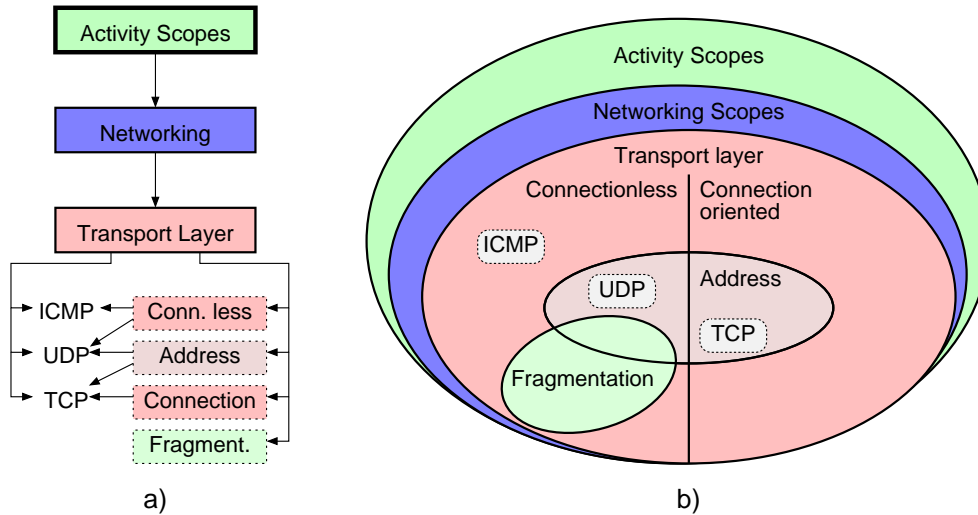 Activity Scopes
Networking
Transport Layer
ICMP
Conn. less
UDP
Address
TCP
Connection
Fragment.
a)
Activity Scopes
Networking Scopes
Transport layer
Connectionless
Connection
oriented
ICMP
UDP
Address
TCP
Fragmentation
b)